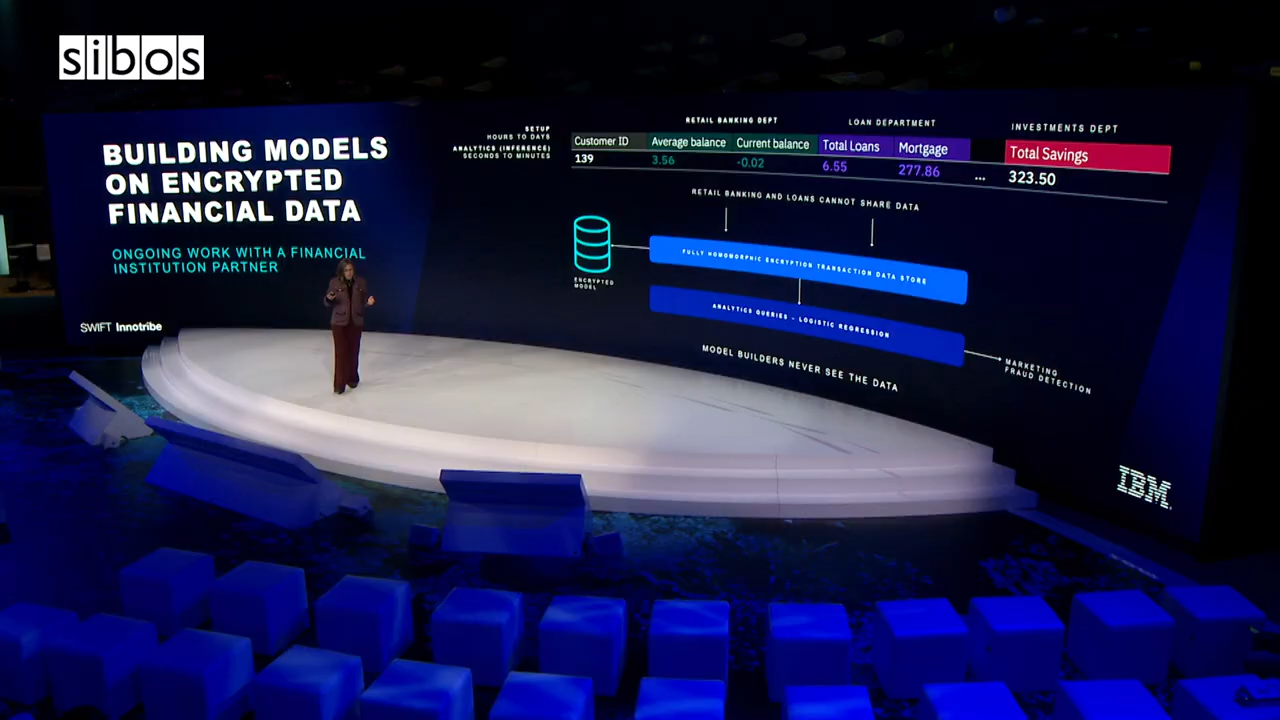 sibos
BUILDING MODELS
ON ENCRYPTED
FINANCIAL DATA
ONGOING WORK WITH A FINANCIAL
INSTITUTION PARTNER
SWIFT Innotribe
SETUP
HOURS TO DAYS
ANALYTICS (INFERENCE)
SECONDS TO MINUTES
RETAIL BANKING DEPT
LOAN DEPARTMENT
INVESTMENTS DEPT
Customer ID Average balance Current balance Total Loans Mortgage Total Savings
139 3.56 -0.02 6.55 277.86 ... 323.50
RETAIL BANKING AND LOANS CANNOT SHARE DATA
ENCRYPTED
MODEL
FULLY HOMOMORPHIC ENCRYPTION TRANSACTION DATA STORE
ANALYTICS QUERIES - LOGISTIC REGRESSION
MARKETING
FRAUD DETECTION
MODEL BUILDERS NEVER SEE THE DATA
IBM